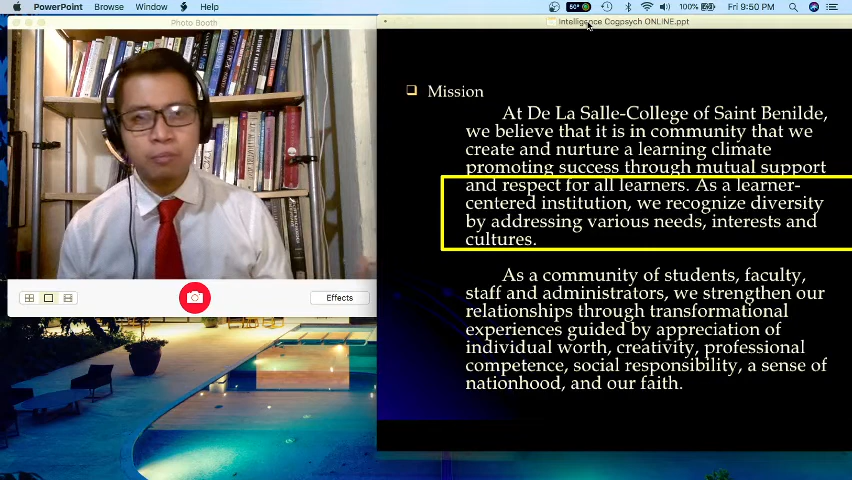 PowerPoint Browse Window Help 60° 100% Fri 9:50 PM
Photo Booth
Intelligence Cogpsych ONLINE.ppt
Mission
At De La Salle-College of Saint Benilde,
we believe that it is in community that we
create and nurture a learning climate
promoting success through mutual support
and respect for all learners. As a learner-
centered institution, we recognize diversity
by addressing various needs, interests and
cultures.
As a community of students, faculty,
staff and administrators, we strengthen our
relationships through transformational
experiences guided by appreciation of
individual worth, creativity, professional
competence, social responsibility, a sense of
nationhood, and our faith.
Effects